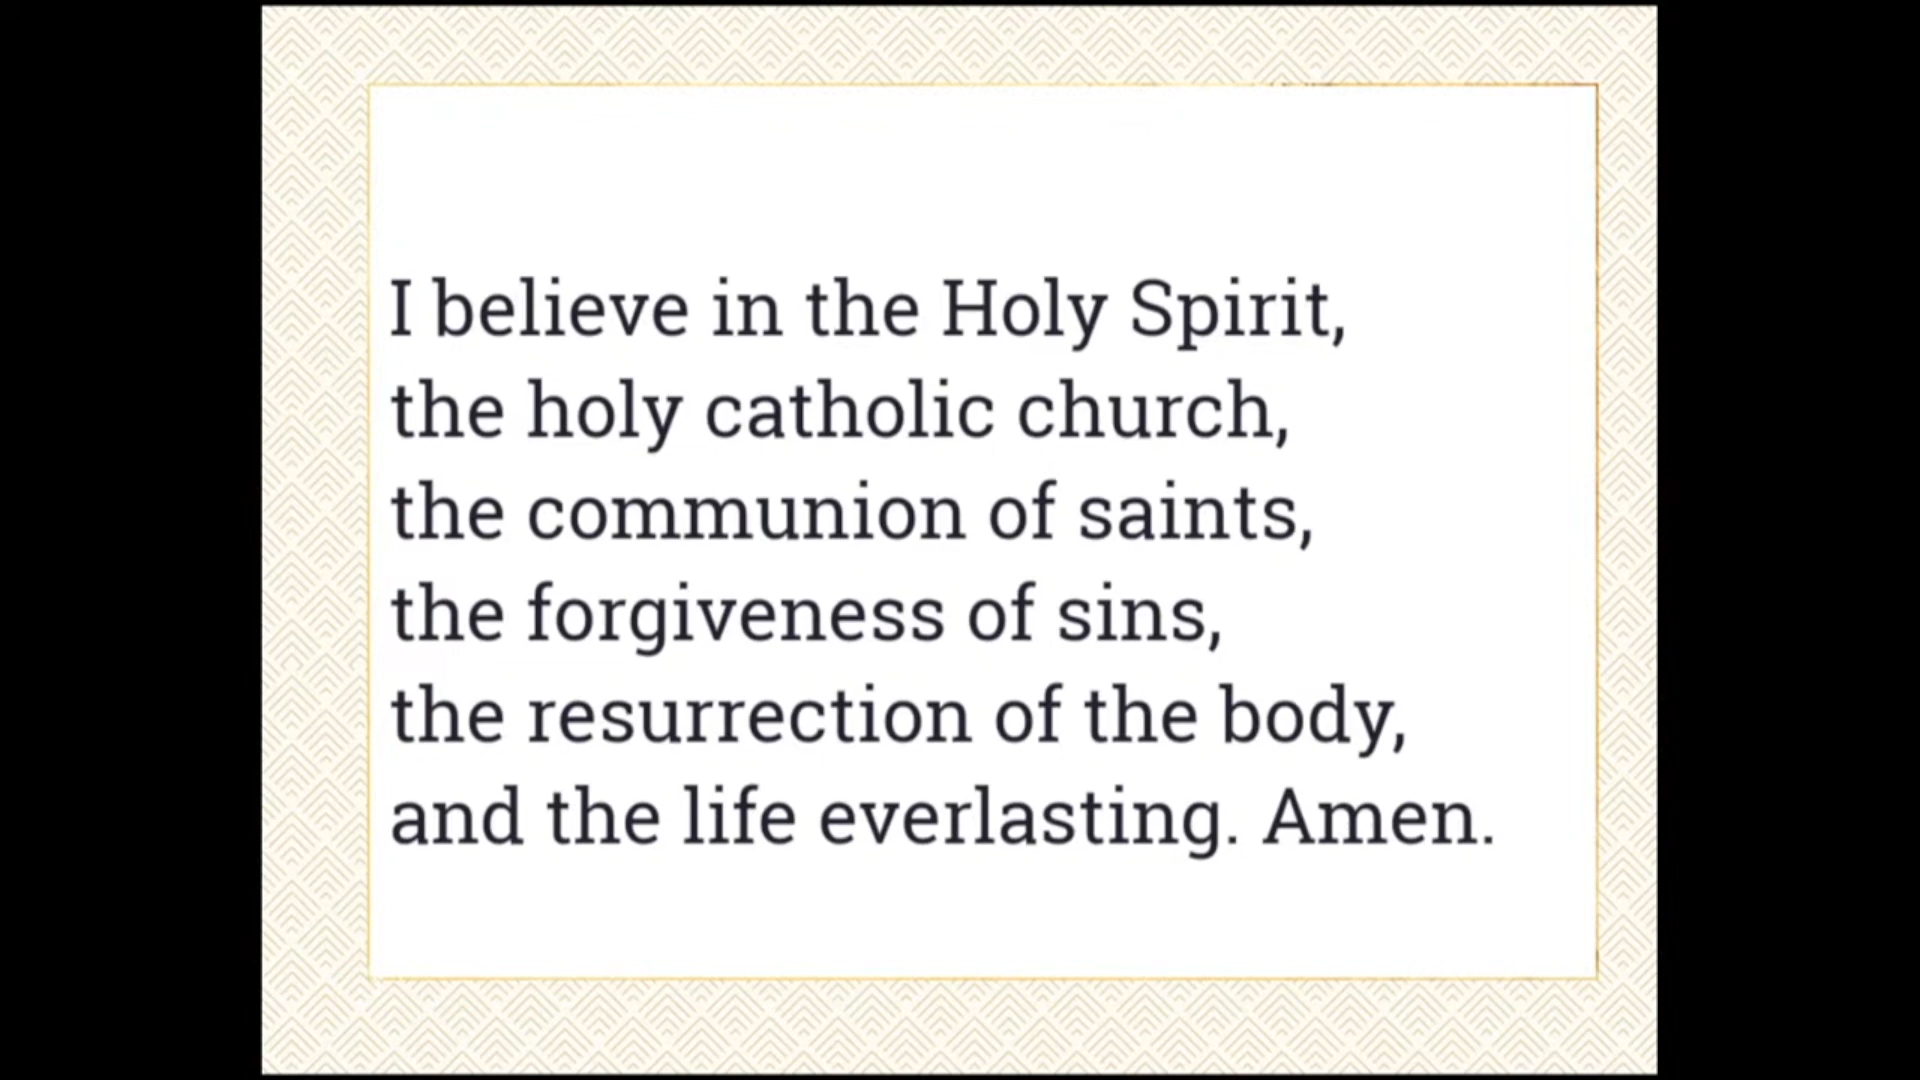 I believe in the Holy Spirit,
the holy catholic church,
the communion of saints,
the forgiveness of sins,
the resurrection of the body,
and the life everlasting. Amen.